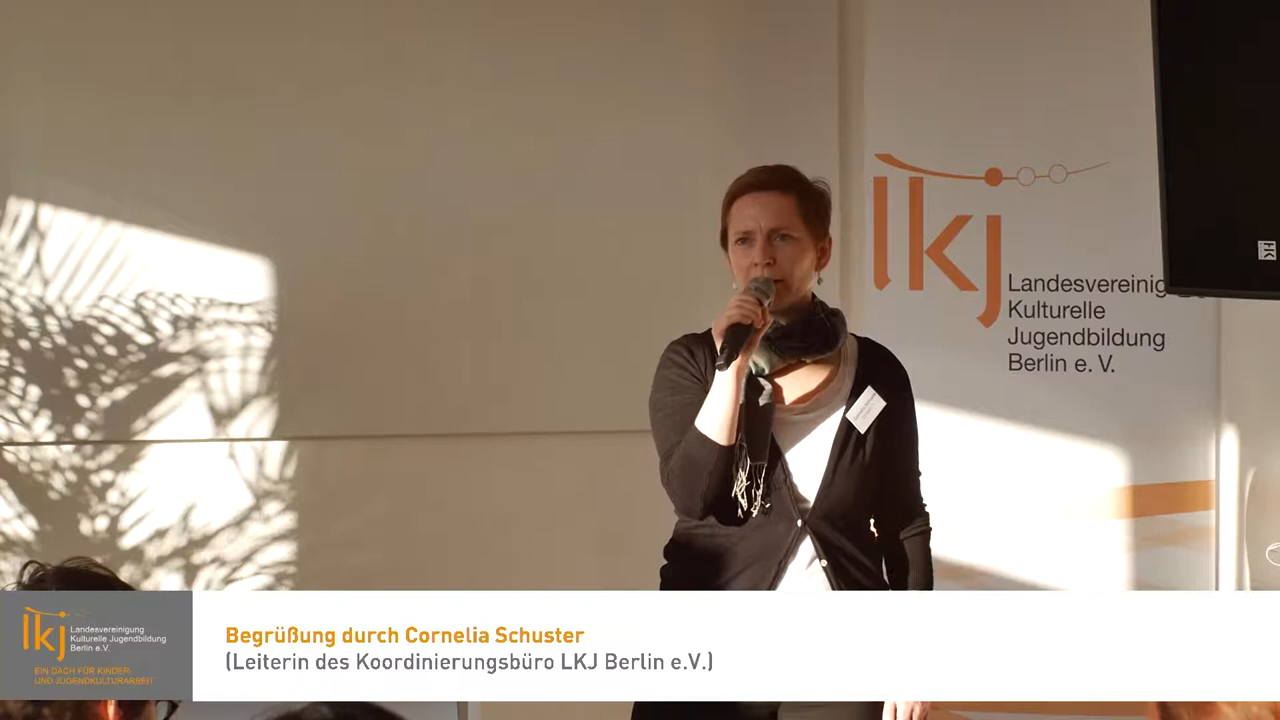 lkj
Landesvereinig
Kulturelle
Jugendbildung
Berlin e. V.
lkj
Landesvereinigung
Kulturelle Jugendbildung
Berlin e.V.
EIN DACH FÜR KINDER-
UND JUGENDKULTURARBEIT
Begrüßung durch Cornelia Schuster
(Leiterin des Koordinierungsbüro LKJ Berlin e.V.)